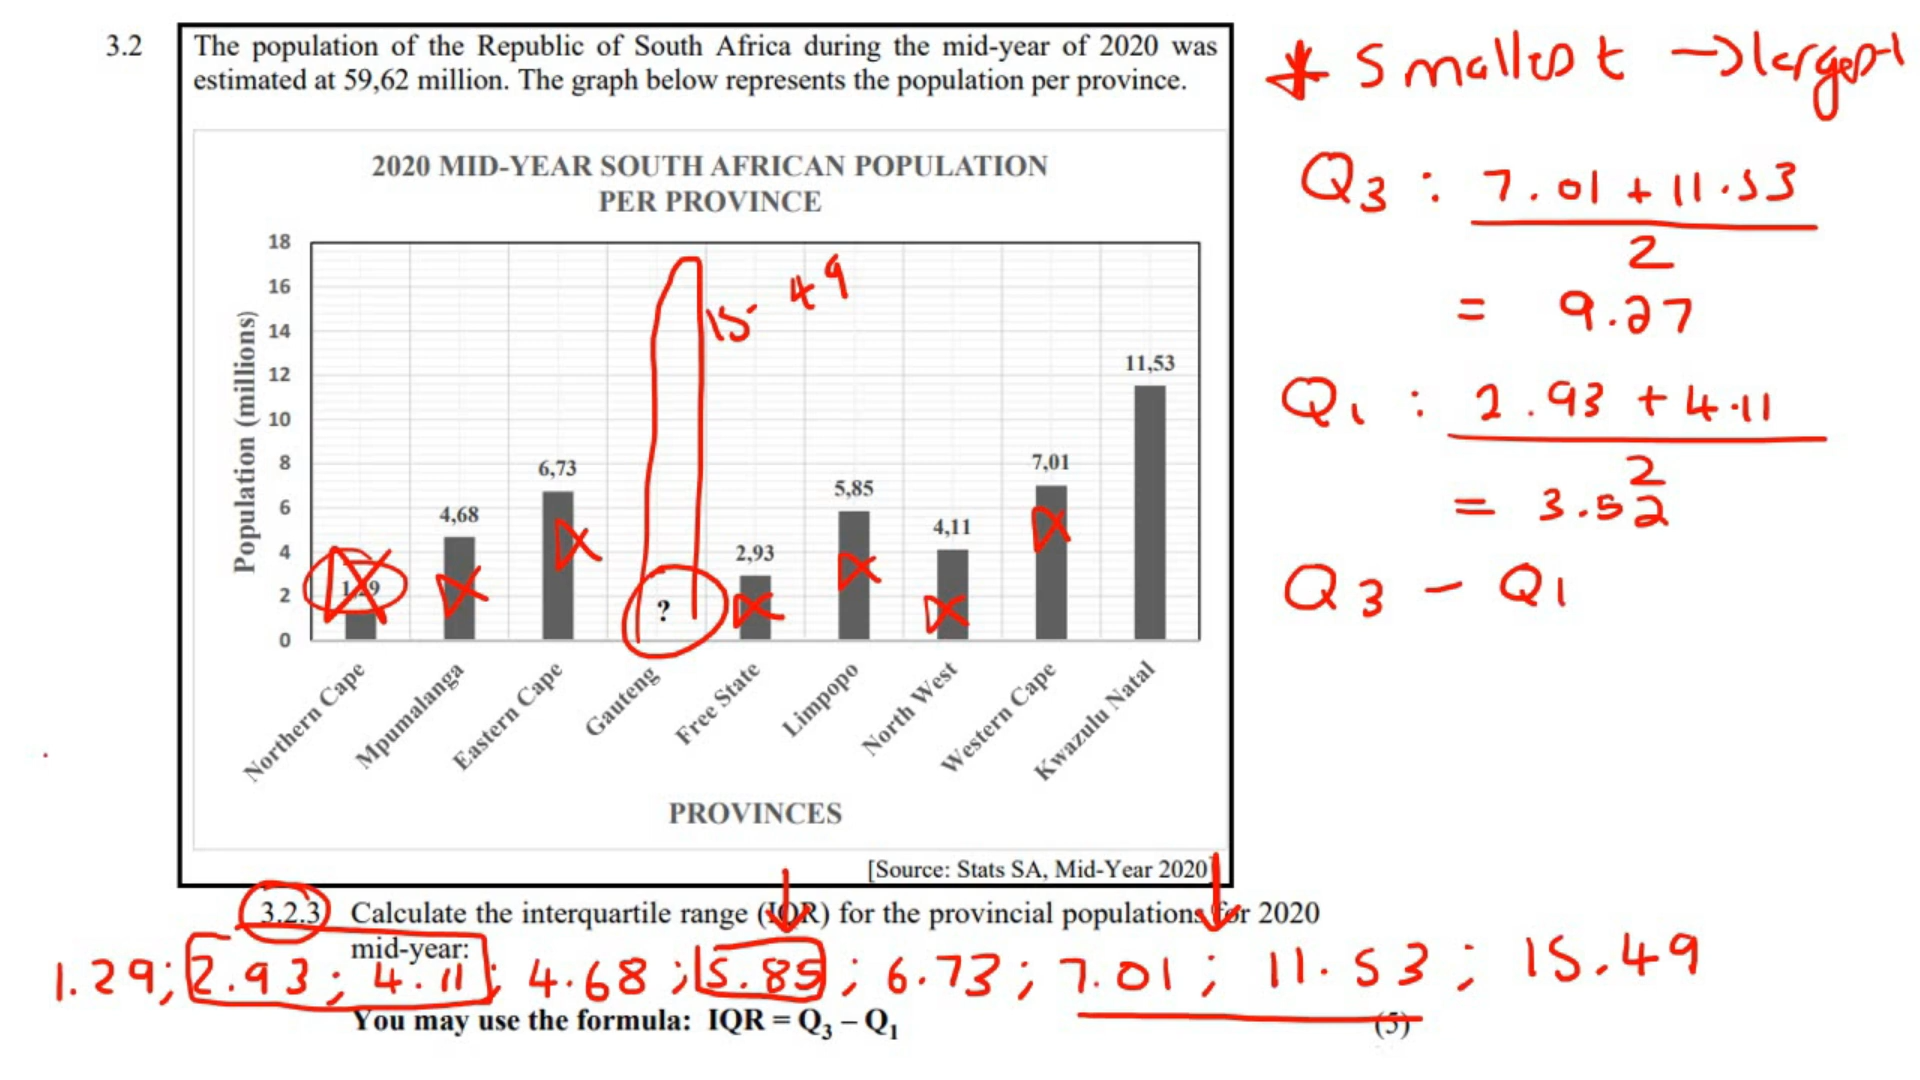 3.2
The population of the Republic of South Africa during the mid-year of 2020 was
estimated at 59,62 million. The graph below represents the population per province.
* Smallest → largest
2020 MID-YEAR SOUTH AFRICAN POPULATION
PER PROVINCE
Population (millions)
18
16
14
12
10
8
6
4
2
0
1,29
4,68
6,73
?
15.49
2,93
5,85
4,11
7,01
11,53
Northern Cape
Mpumalanga
Eastern Cape
Gauteng
Free State
Limpopo
North West
Western Cape
Kwazulu Natal
PROVINCES
[Source: Stats SA, Mid-Year 2020]
Q3 : 7.01 + 11.53
2
= 9.27
Q1 : 2.93 + 4.11
2
= 3.52
Q3 - Q1
3.2.3 Calculate the interquartile range (IQR) for the provincial populations for 2020
mid-year:
1.29; 2.93; 4.11; 4.68; 5.85; 6.73; 7.01; 11.53; 15.49
You may use the formula: IQR = Q3 – Q1 (5)